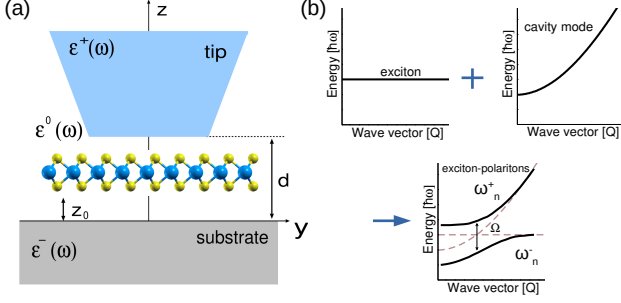 (a)
z
ε⁺(ω)
tip
ε⁰(ω)
d
z₀
y
substrate
ε⁻(ω)
(b)
Energy [ħω]
exciton
Wave vector [Q]
+
Energy [ħω]
cavity mode
Wave vector [Q]
Energy [ħω]
exciton-polaritons
ω⁺ₙ
Ω
ω⁻ₙ
Wave vector [Q]